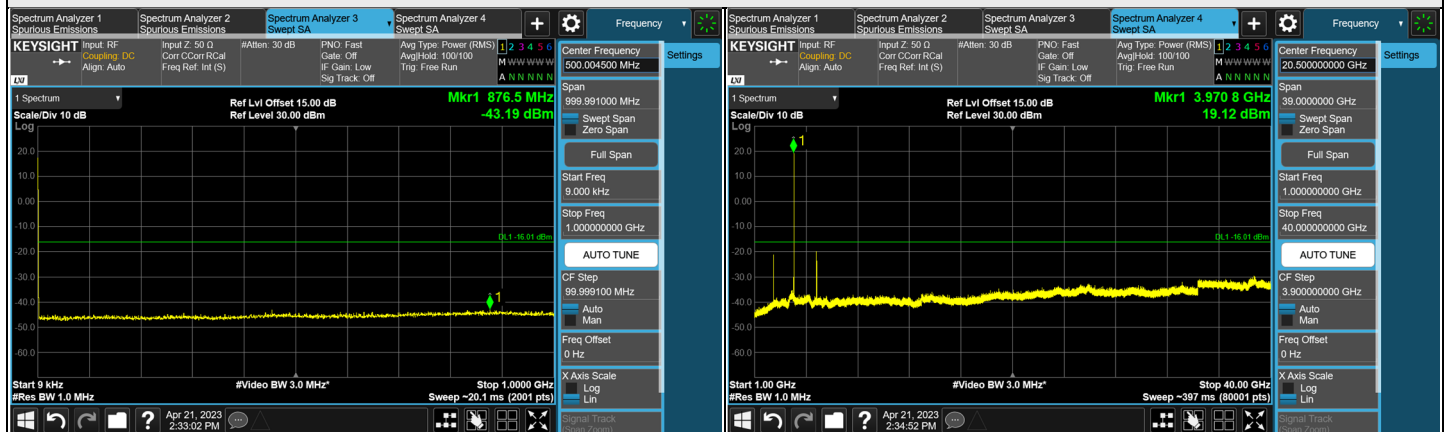 Spectrum Analyzer 1
Spurious Emissions
Spectrum Analyzer 2
Spurious Emissions
Spectrum Analyzer 3
Swept SA
Spectrum Analyzer 4
Swept SA
+
Frequency
KEYSIGHT
Input: RF
Coupling: DC
Align: Auto
Input Z: 50 Ω
Corr CCorr RCal
Freq Ref: Int (S)
#Atten: 30 dB
PNO: Fast
Gate: Off
IF Gain: Low
Sig Track: Off
Avg Type: Power (RMS)
Avg|Hold: 100/100
Trig: Free Run
1 2 3 4 5 6
M W W W W W
A N N N N N
LXI
1 Spectrum
Scale/Div 10 dB
Log
Ref Lvl Offset 15.00 dB
Ref Level 30.00 dBm
Mkr1 876.5 MHz
-43.19 dBm
20.0
10.0
0.00
-10.0
-20.0
-30.0
-40.0
-50.0
-60.0
DL1 -16.01 dBm
1
Start 9 kHz
#Res BW 1.0 MHz
#Video BW 3.0 MHz*
Stop 1.0000 GHz
Sweep ~20.1 ms (2001 pts)
Center Frequency
500.004500 MHz
Span
999.991000 MHz
Swept Span
Zero Span
Full Span
Start Freq
9.000 kHz
Stop Freq
1.000000000 GHz
AUTO TUNE
CF Step
99.999100 MHz
Auto
Man
Freq Offset
0 Hz
X Axis Scale
Log
Lin
Signal Track
(Span Zoom)
Settings
?
Apr 21, 2023
2:33:02 PM
Spectrum Analyzer 1
Spurious Emissions
Spectrum Analyzer 2
Spurious Emissions
Spectrum Analyzer 3
Swept SA
Spectrum Analyzer 4
Swept SA
+
Frequency
KEYSIGHT
Input: RF
Coupling: DC
Align: Auto
Input Z: 50 Ω
Corr CCorr RCal
Freq Ref: Int (S)
#Atten: 30 dB
PNO: Fast
Gate: Off
IF Gain: Low
Sig Track: Off
Avg Type: Power (RMS)
Avg|Hold: 100/100
Trig: Free Run
1 2 3 4 5 6
M W W W W W
A N N N N N
LXI
1 Spectrum
Scale/Div 10 dB
Log
Ref Lvl Offset 15.00 dB
Ref Level 30.00 dBm
Mkr1 3.970 8 GHz
19.12 dBm
20.0
10.0
0.00
-10.0
-20.0
-30.0
-40.0
-50.0
-60.0
DL1 -16.01 dBm
1
Start 1.00 GHz
#Res BW 1.0 MHz
#Video BW 3.0 MHz*
Stop 40.00 GHz
Sweep ~397 ms (80001 pts)
Center Frequency
20.500000000 GHz
Span
39.0000000 GHz
Swept Span
Zero Span
Full Span
Start Freq
1.000000000 GHz
Stop Freq
40.000000000 GHz
AUTO TUNE
CF Step
3.900000000 GHz
Auto
Man
Freq Offset
0 Hz
X Axis Scale
Log
Lin
Signal Track
(Span Zoom)
Settings
?
Apr 21, 2023
2:34:52 PM